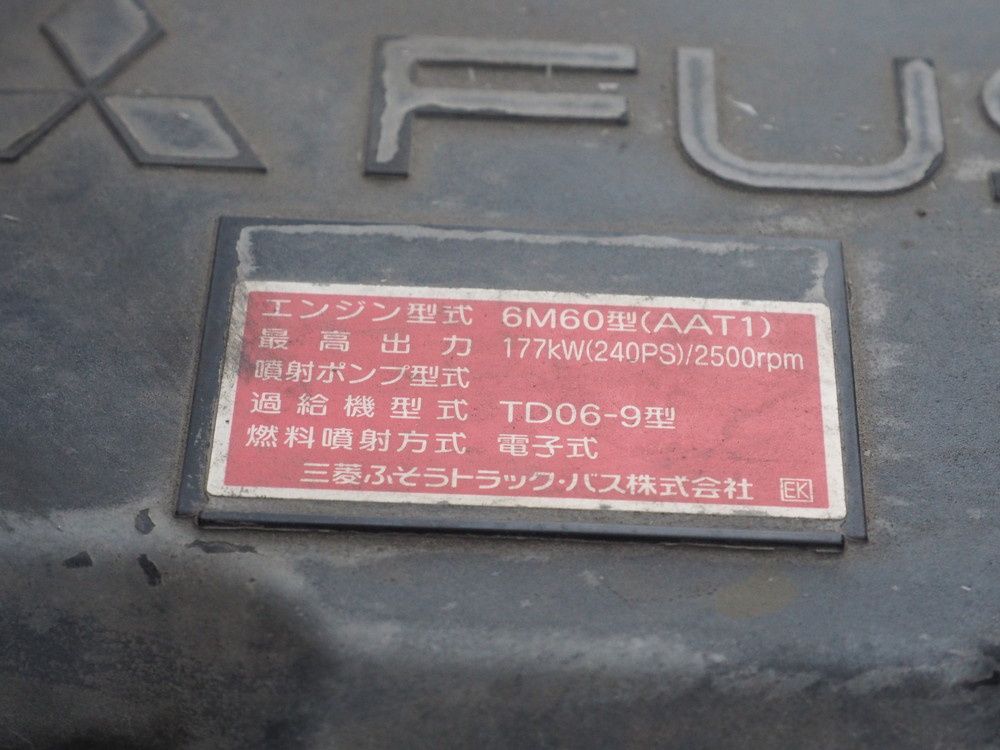 FUS
エンジン型式 6M60型(AAT1)
最高出力 177kW(240PS)/2500rpm
噴射ポンプ型式
過給機型式 TD06-9型
燃料噴射方式 電子式
三菱ふそうトラック・バス株式会社 EK